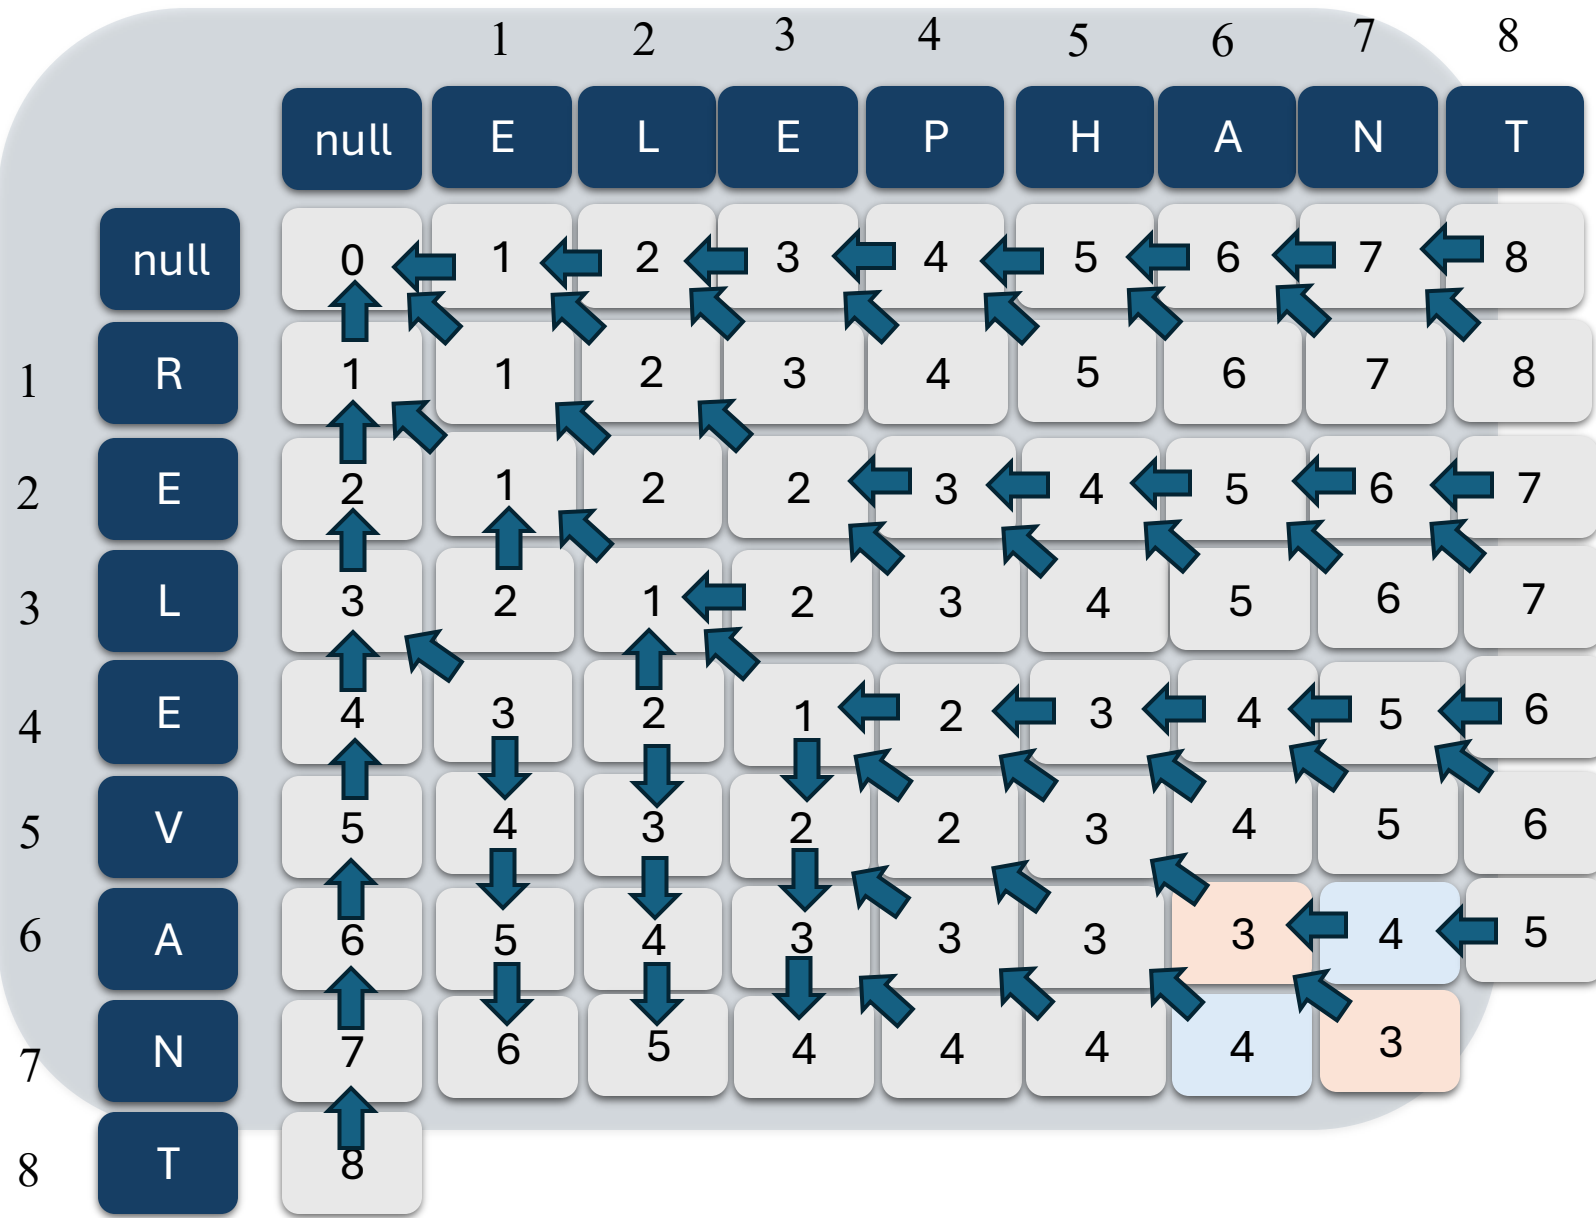 1 2 3 4 5 6 7 8
null E L E P H A N T
null 0 1 2 3 4 5 6 7 8
1 R 1 1 2 3 4 5 6 7 8
2 E 2 1 2 2 3 4 5 6 7
3 L 3 2 1 2 3 4 5 6 7
4 E 4 3 2 1 2 3 4 5 6
5 V 5 4 3 2 2 3 4 5 6
6 A 6 5 4 3 3 3 3 4 5
7 N 7 6 5 4 4 4 4 3
8 T 8